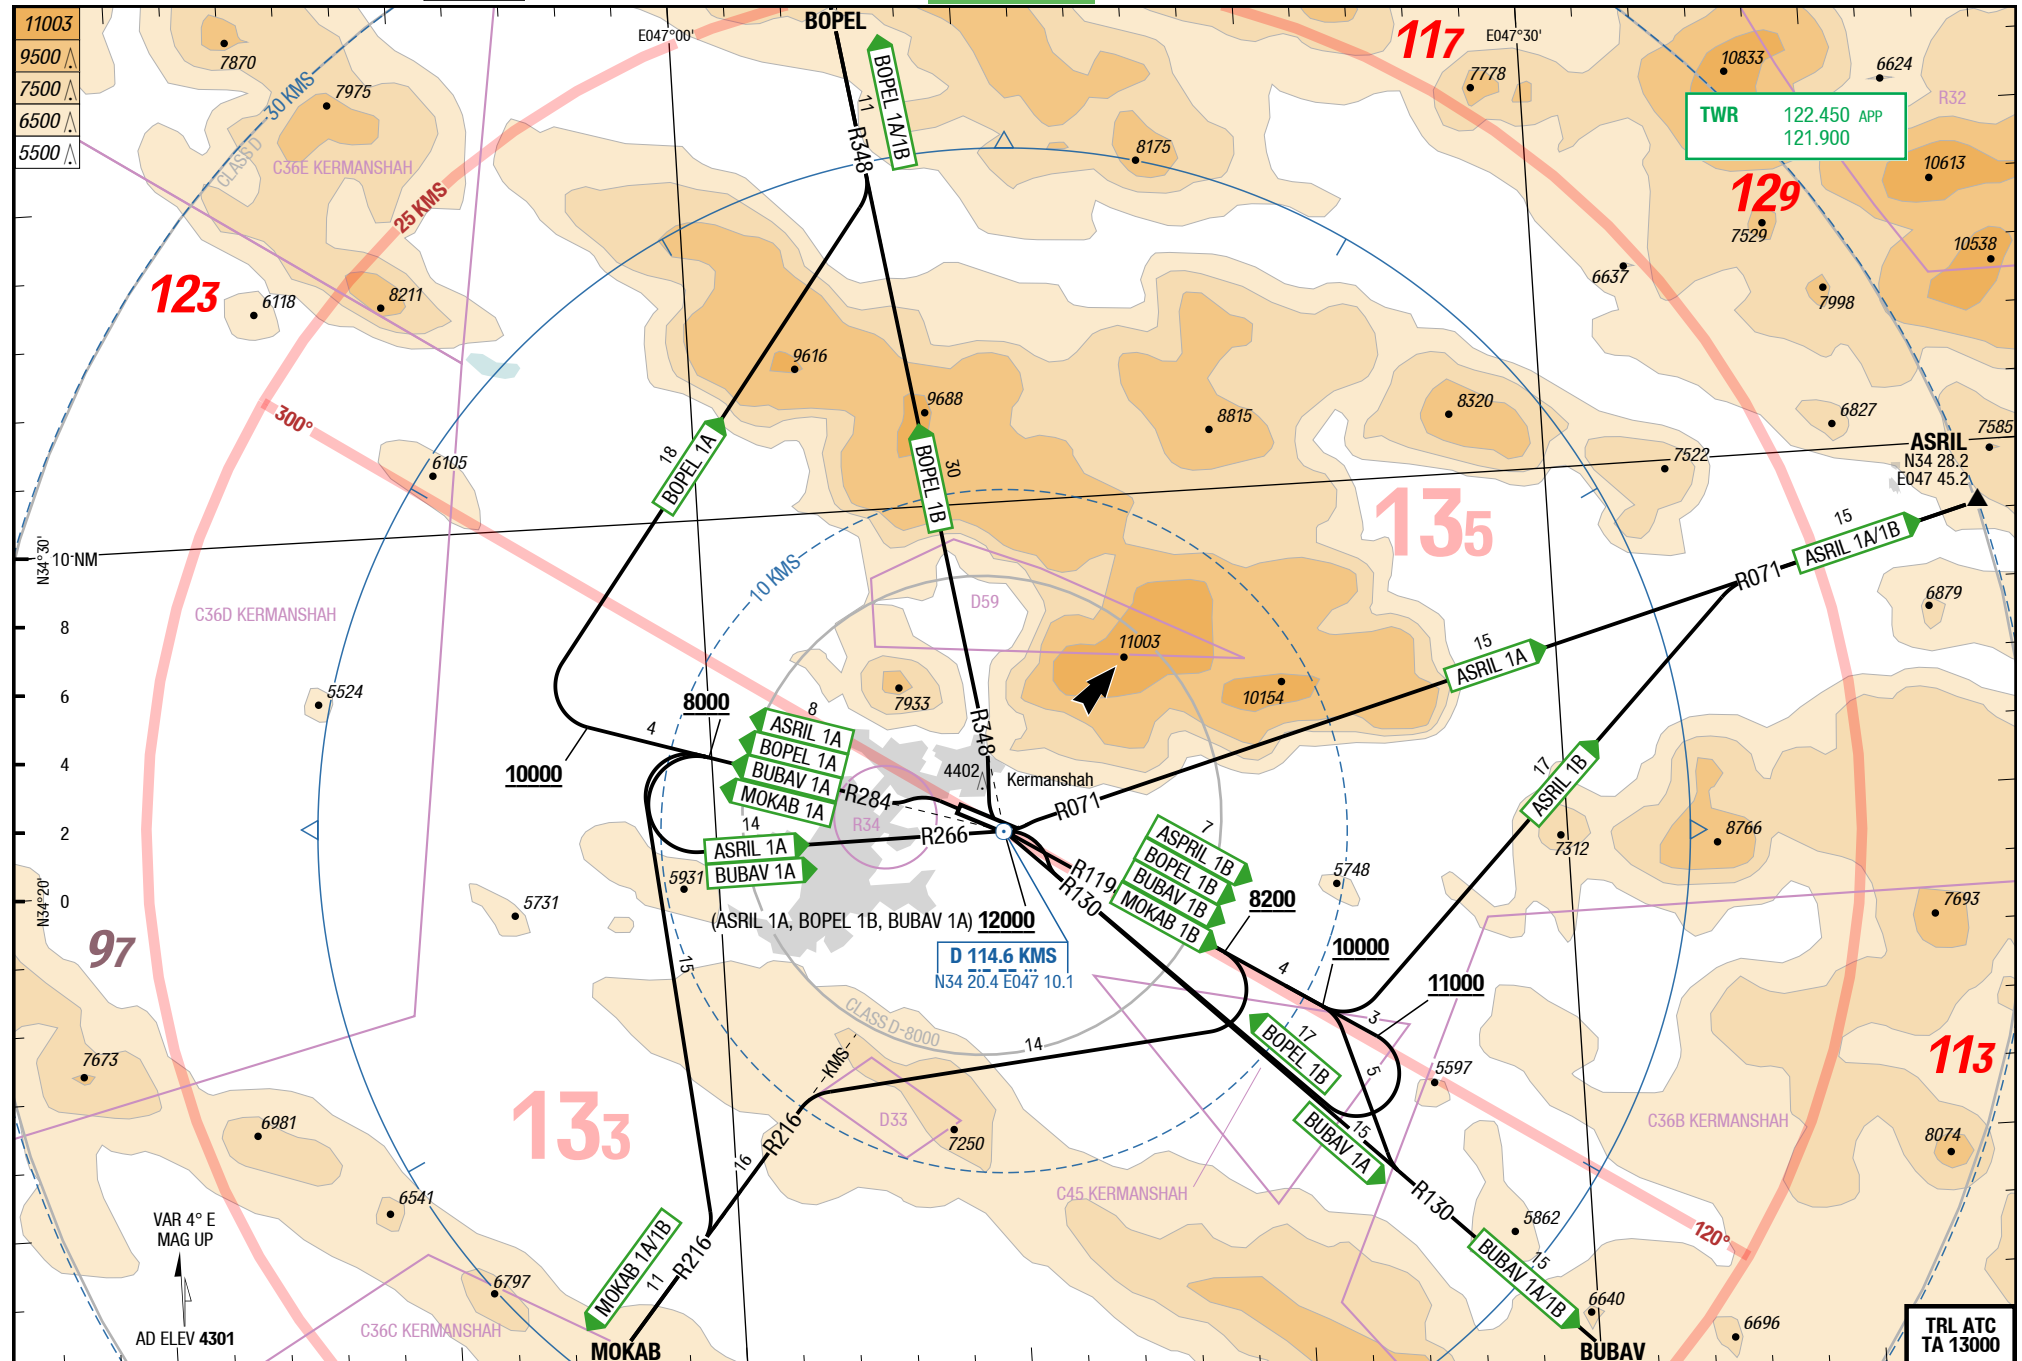 BOPEL
11003
9500
7500
6500
5500
7870
7975
30 KMS
CLASS D
C36E KERMANSHAH
25 KMS
E047°00'
E047°30'
11
BOPEL 1A/1B
R348
8175
117
7778
10833
6624
R32
TWR 122.450 APP
121.900
129
10613
7529
10538
6637
7998
123
6118
8211
9616
9688
8815
8320
7522
6827
7585
ASRIL
N34 28.2
E047 45.2
300°
6105
18
BOPEL 1A
30
BOPEL 1B
135
15
ASRIL 1A/1B
R071
N34°30'
10 NM
10 KMS
D59
C36D KERMANSHAH
8
6
4
2
0
N34°20'
6879
11003
10154
7933
15
ASRIL 1A
5524
8000
4
10000
8
ASRIL 1A
BOPEL 1A
BUBAV 1A
MOKAB 1A
R284
R348
4402
Kermanshah
R071
R34
14
ASRIL 1A
BUBAV 1A
R266
5931
17
ASRIL 1B
7312
8766
7
ASPRIL 1B
BOPEL 1B
BUBAV 1B
MOKAB 1B
R119
R130
5748
8200
5731
(ASRIL 1A, BOPEL 1B, BUBAV 1A) 12000
D 114.6 KMS
N34 20.4 E047 10.1
97
15
4
10000
11000
3
7693
CLASS D-8000
14
KMS
17
BOPEL 1B
5
5597
113
7673
133
6981
D33
7250
R216
16
15
BUBAV 1A
C36B KERMANSHAH
8074
C45 KERMANSHAH
6541
VAR 4° E
MAG UP
R130
5862
120°
MOKAB 1A/1B
11
R216
15
BUBAV 1A/1B
6797
6640
6696
AD ELEV 4301
C36C KERMANSHAH
MOKAB
BUBAV
TRL ATC
TA 13000